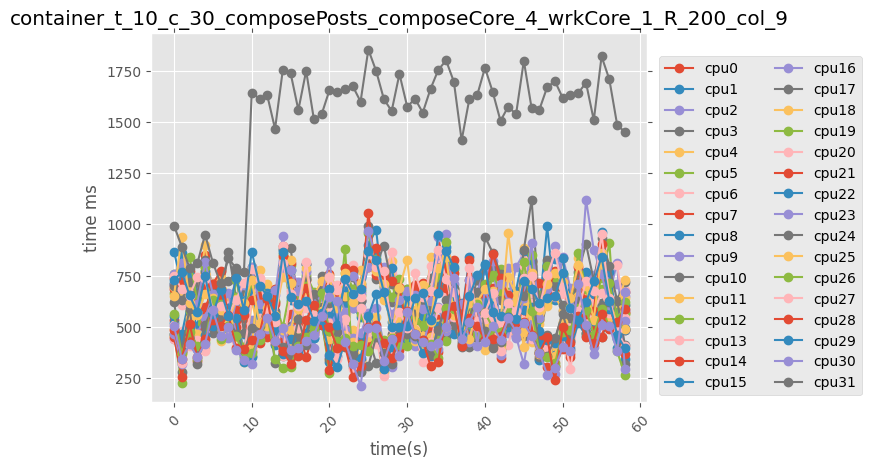 container_t_10_c_30_composePosts_composeCore_4_wrkCore_1_R_200_col_9
time ms
1750
1500
1250
1000
750
500
250
0
10
20
30
40
50
60
time(s)
cpu0
cpu1
cpu2
cpu3
cpu4
cpu5
cpu6
cpu7
cpu8
cpu9
cpu10
cpu11
cpu12
cpu13
cpu14
cpu15
cpu16
cpu17
cpu18
cpu19
cpu20
cpu21
cpu22
cpu23
cpu24
cpu25
cpu26
cpu27
cpu28
cpu29
cpu30
cpu31